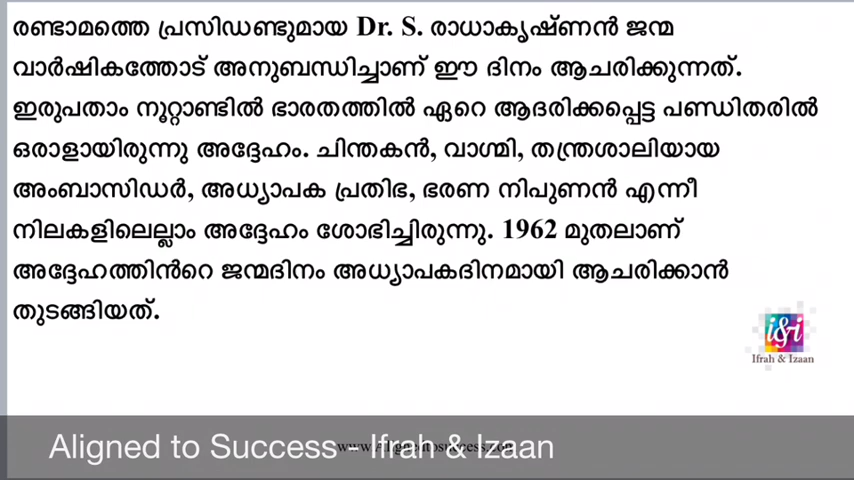 രണ്ടാമത്തെ പ്രസിഡണ്ടുമായ Dr. S. രാധാകൃഷ്ണൻ ജന്മ
വാർഷികത്തോട് അനുബന്ധിച്ചാണ് ഈ ദിനം ആചരിക്കുന്നത്.
ഇരുപതാം നൂറ്റാണ്ടിൽ ഭാരതത്തിൽ ഏറെ ആദരിക്കപ്പെട്ട പണ്ഡിതരിൽ
ഒരാളായിരുന്നു അദ്ദേഹം. ചിന്തകൻ, വാഗ്മി, തന്ത്രശാലിയായ
അംബാസിഡർ, അധ്യാപക പ്രതിഭ, ഭരണ നിപുണൻ എന്നീ
നിലകളിലെല്ലാം അദ്ദേഹം ശോഭിച്ചിരുന്നു. 1962 മുതലാണ്
അദ്ദേഹത്തിൻറെ ജന്മദിനം അധ്യാപകദിനമായി ആചരിക്കാൻ
തുടങ്ങിയത്.
i&i
Ifrah & Izaan
Aligned to Success - Ifrah & Izaan